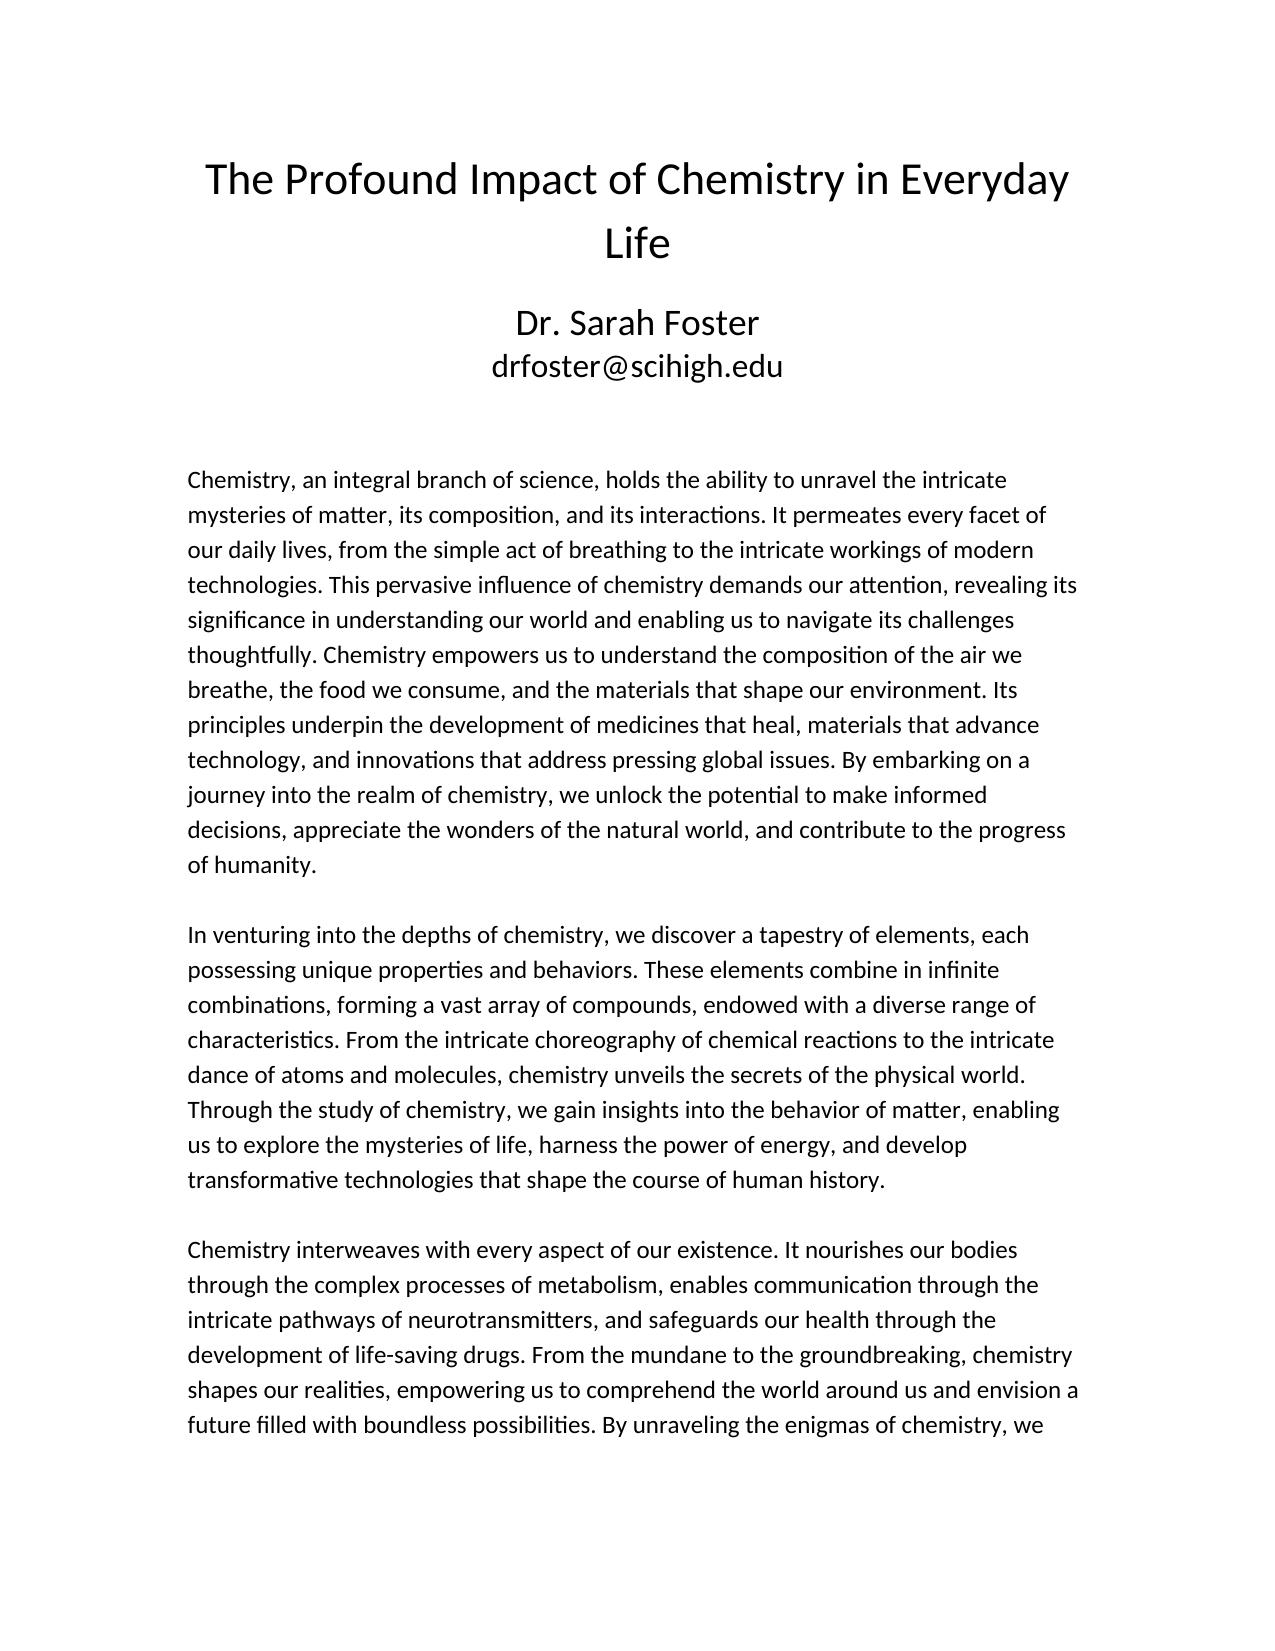 The Profound Impact of Chemistry in Everyday
Life
Dr. Sarah Foster
drfoster@scihigh.edu
Chemistry, an integral branch of science, holds the ability to unravel the intricate
mysteries of matter, its composition, and its interactions. It permeates every facet of
our daily lives, from the simple act of breathing to the intricate workings of modern
technologies. This pervasive influence of chemistry demands our attention, revealing its
significance in understanding our world and enabling us to navigate its challenges
thoughtfully. Chemistry empowers us to understand the composition of the air we
breathe, the food we consume, and the materials that shape our environment. Its
principles underpin the development of medicines that heal, materials that advance
technology, and innovations that address pressing global issues. By embarking on a
journey into the realm of chemistry, we unlock the potential to make informed
decisions, appreciate the wonders of the natural world, and contribute to the progress
of humanity.
In venturing into the depths of chemistry, we discover a tapestry of elements, each
possessing unique properties and behaviors. These elements combine in infinite
combinations, forming a vast array of compounds, endowed with a diverse range of
characteristics. From the intricate choreography of chemical reactions to the intricate
dance of atoms and molecules, chemistry unveils the secrets of the physical world.
Through the study of chemistry, we gain insights into the behavior of matter, enabling
us to explore the mysteries of life, harness the power of energy, and develop
transformative technologies that shape the course of human history.
Chemistry interweaves with every aspect of our existence. It nourishes our bodies
through the complex processes of metabolism, enables communication through the
intricate pathways of neurotransmitters, and safeguards our health through the
development of life-saving drugs. From the mundane to the groundbreaking, chemistry
shapes our realities, empowering us to comprehend the world around us and envision a
future filled with boundless possibilities. By unraveling the enigmas of chemistry, we